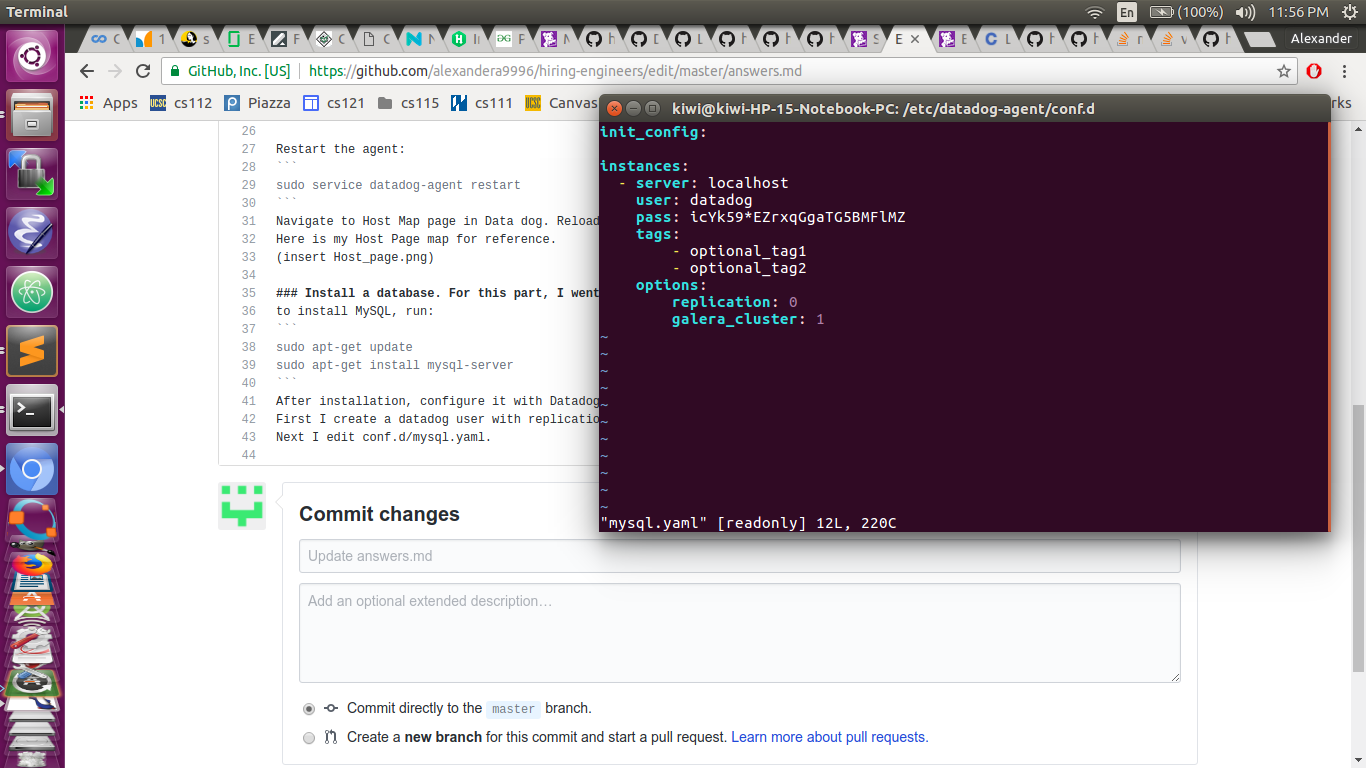 Terminal
En
(100%)
11:56 PM
C
1
s
E
F
C
C
N
I
F
M
h
D
L
h
h
h
S
E
E
C
L
h
h
r
v
h
Alexander
GitHub, Inc. [US]
https://github.com/alexandera9996/hiring-engineers/edit/master/answers.md
Apps
UCSC
cs112
Piazza
cs121
cs115
cs111
UCSC
Canvas
rks
26
27 Restart the agent:
28 ```
29 sudo service datadog-agent restart
30 ```
31 Navigate to Host Map page in Data dog. Reload
32 Here is my Host Page map for reference.
33 (insert Host_page.png)
34
35 ### Install a database. For this part, I went
36 to install MySQL, run:
37 ```
38 sudo apt-get update
39 sudo apt-get install mysql-server
40 ```
41 After installation, configure it with Datadog
42 First I create a datadog user with replicatio
43 Next I edit conf.d/mysql.yaml.
44
kiwi@kiwi-HP-15-Notebook-PC: /etc/datadog-agent/conf.d
init_config:
instances:
- server: localhost
user: datadog
pass: icYk59*EZrxqGgaTG5BMFlMZ
tags:
- optional_tag1
- optional_tag2
options:
replication: 0
galera_cluster: 1
~
~
~
~
~
~
~
~
~
~
~
"mysql.yaml" [readonly] 12L, 220C
Commit changes
Update answers.md
Add an optional extended description…
Commit directly to the master branch.
Create a new branch for this commit and start a pull request. Learn more about pull requests.